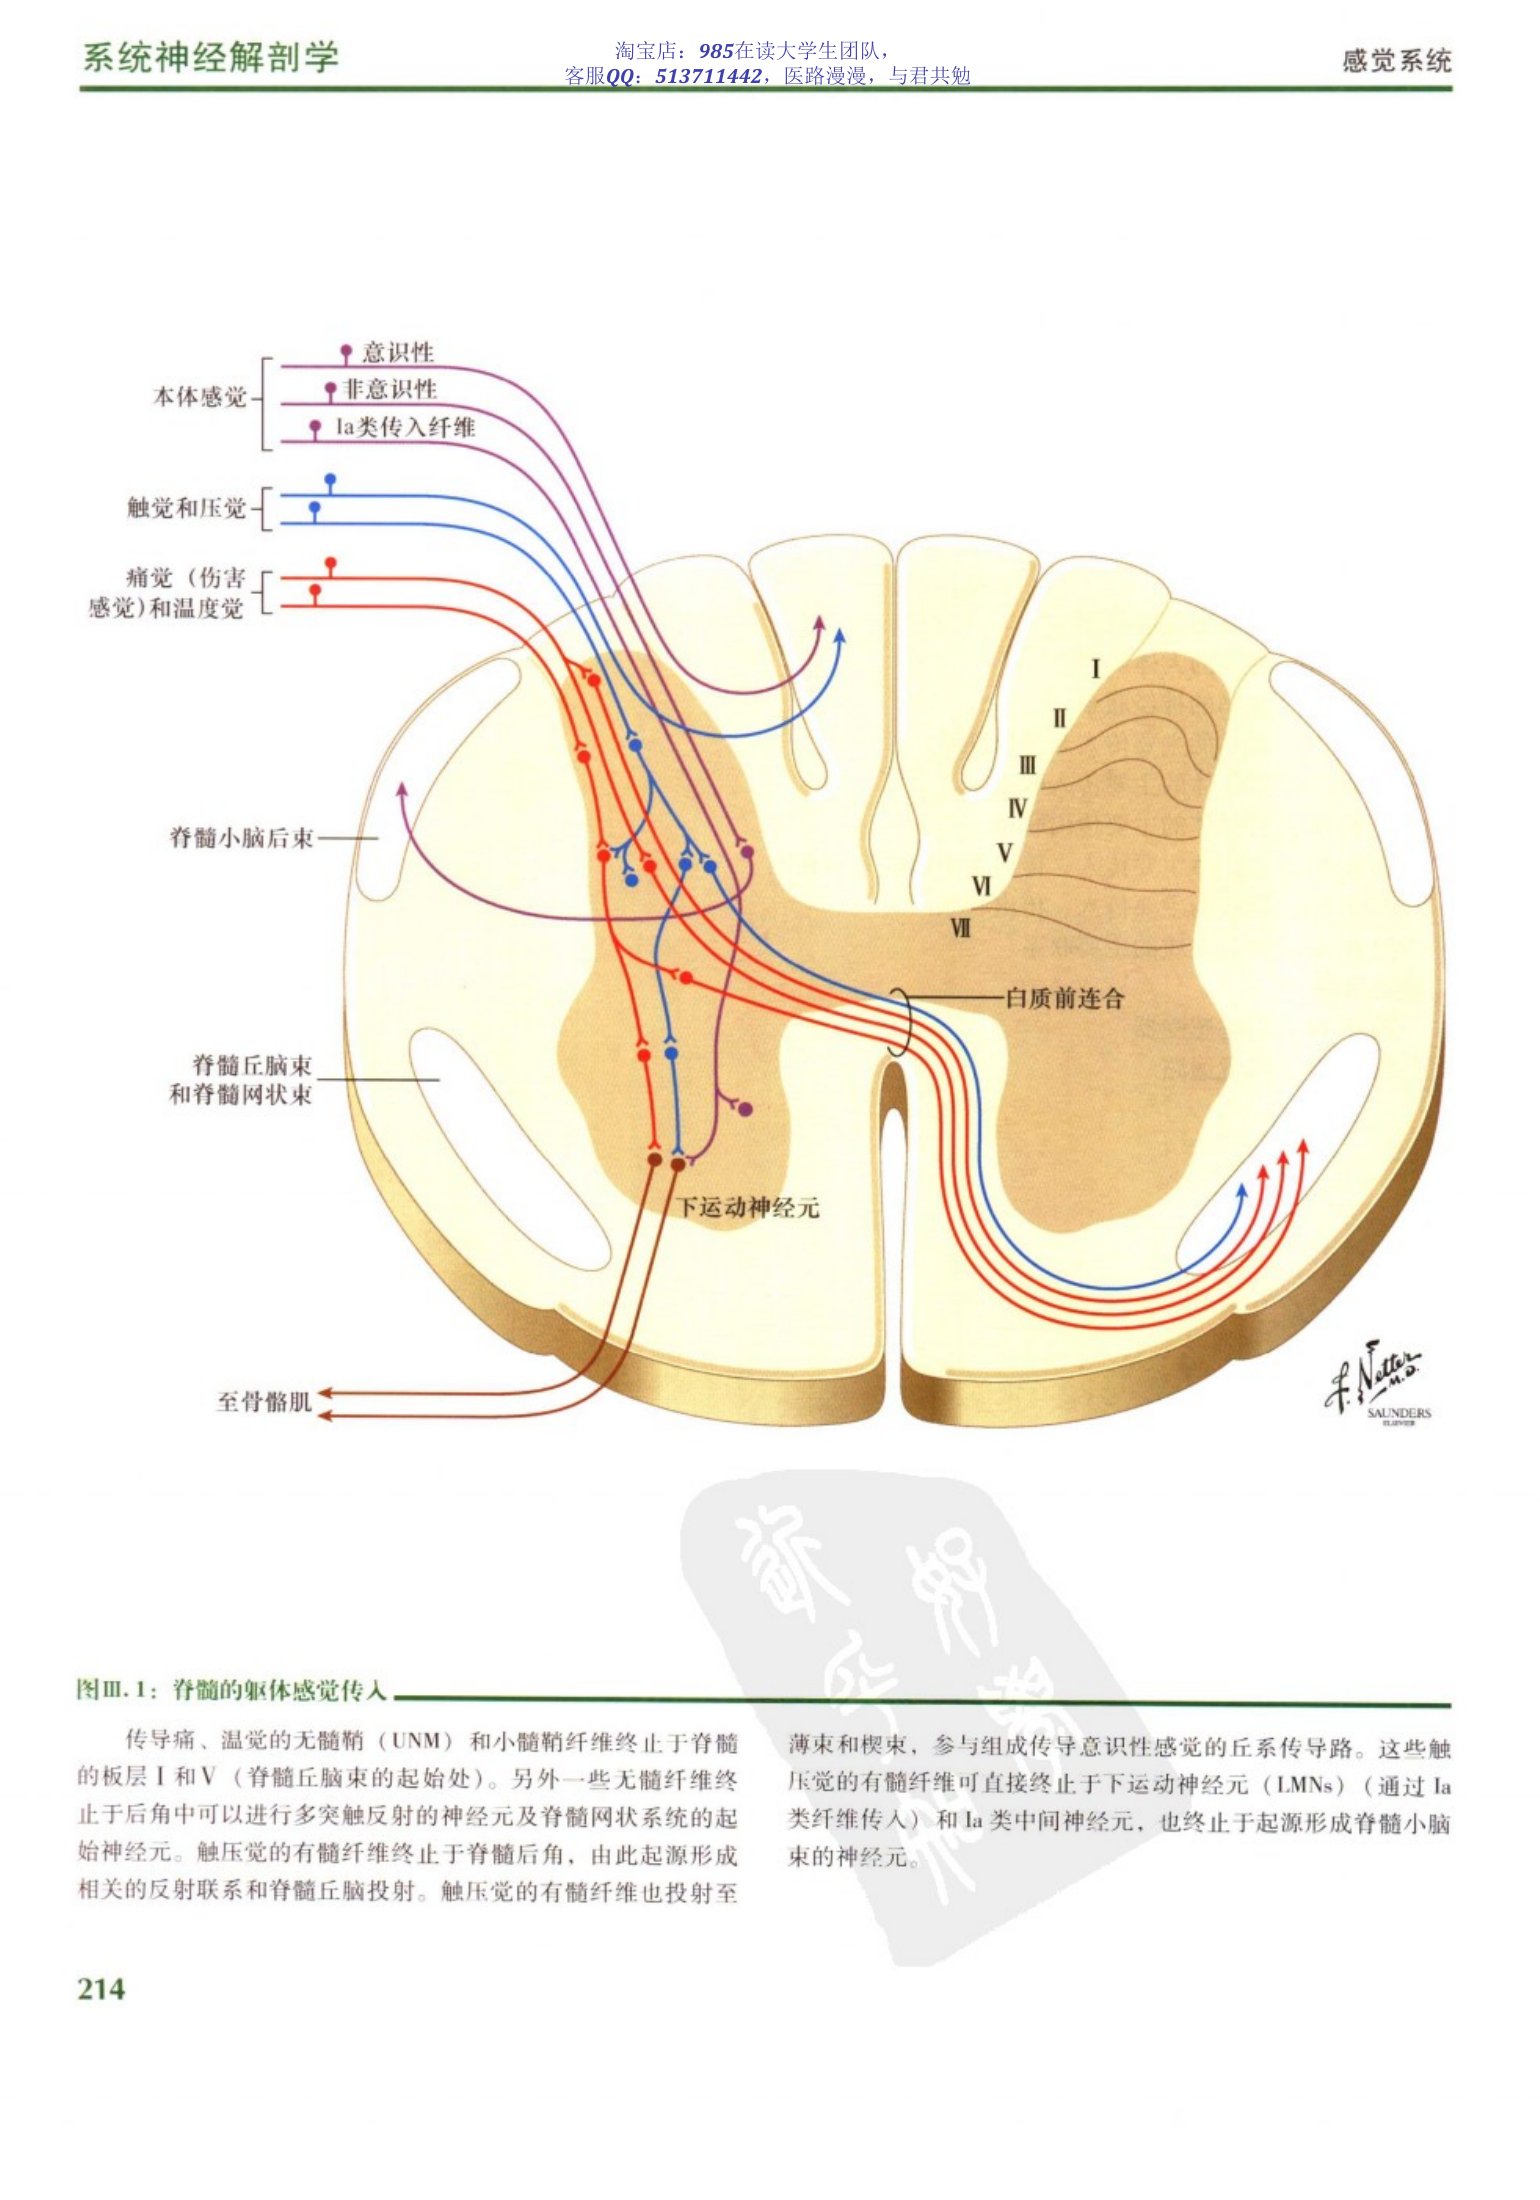 系统神经解剖学
淘宝店：985在读大学生团队，
客服QQ：513711442，医路漫漫，与君共勉
感觉系统
意识性
非意识性
Ia类传入纤维
本体感觉
触觉和压觉
痛觉（伤害
感觉）和温度觉
I
II
III
IV
V
VI
VII
脊髓小脑后束
白质前连合
脊髓丘脑束
和脊髓网状束
下运动神经元
至骨骼肌
F. Netter
M.D.
SAUNDERS
ELSEVIER
图III.1：脊髓的躯体感觉传入
传导痛、温觉的无髓鞘（UNM）和小髓鞘纤维终止于脊髓
的板层 I 和 V （脊髓丘脑束的起始处）。另外一些无髓纤维终
止于后角中可以进行多突触反射的神经元及脊髓网状系统的起
始神经元。触压觉的有髓纤维终止于脊髓后角，由此起源形成
相关的反射联系和脊髓丘脑投射。触压觉的有髓纤维也投射至
薄束和楔束，参与组成传导意识性感觉的丘系传导路。这些触
压觉的有髓纤维可直接终止于下运动神经元（LMNs）（通过 Ia
类纤维传入）和 Ia 类中间神经元，也终止于起源形成脊髓小脑
束的神经元。
214